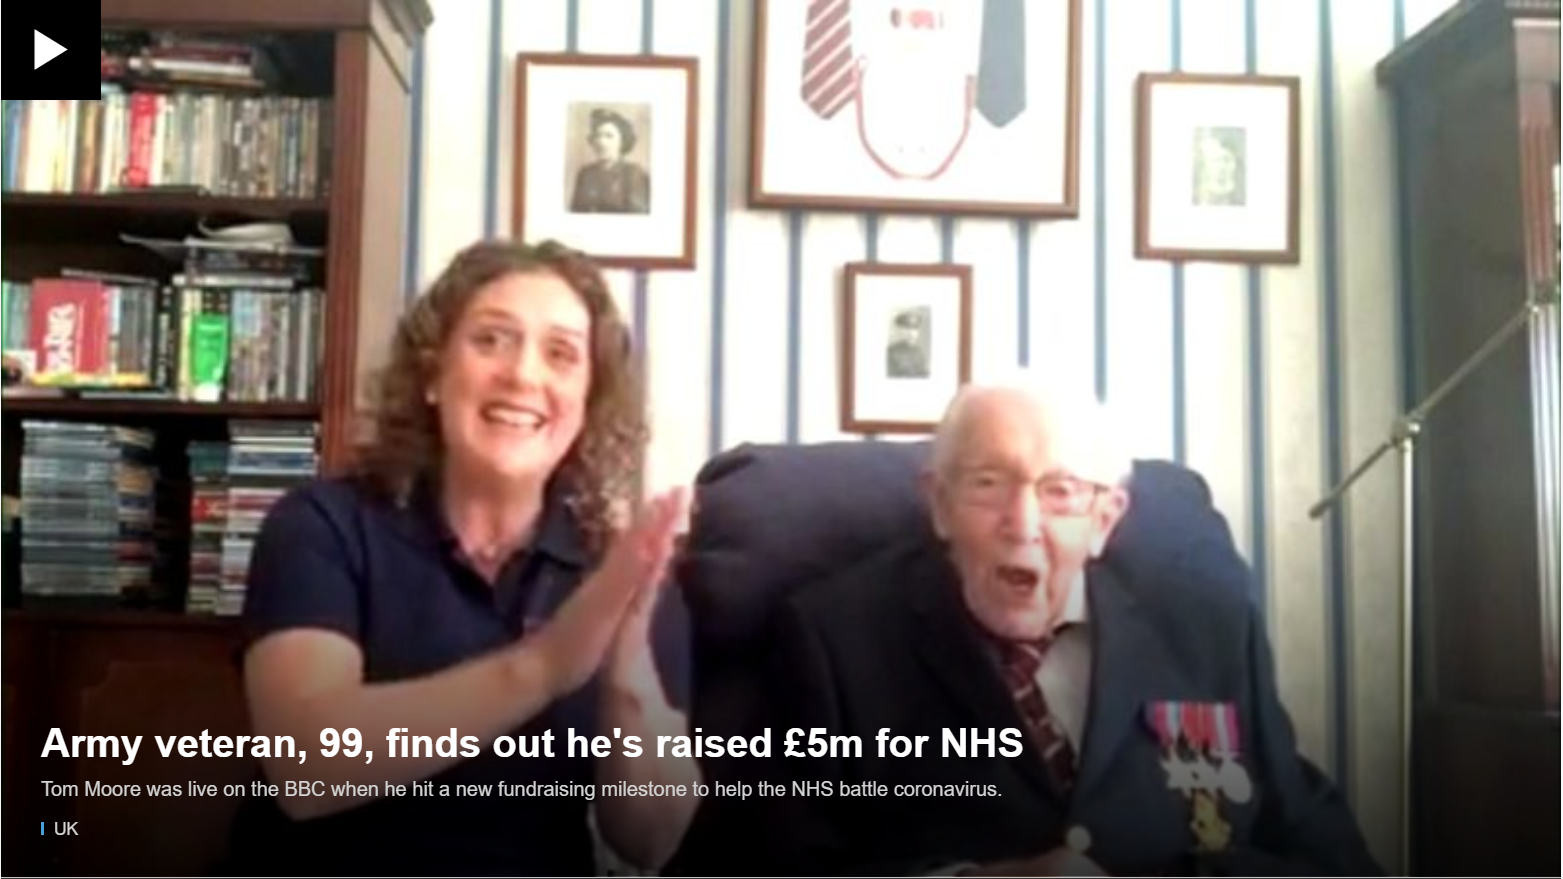 Army veteran, 99, finds out he's raised £5m for NHS
Tom Moore was live on the BBC when he hit a new fundraising milestone to help the NHS battle coronavirus.
UK